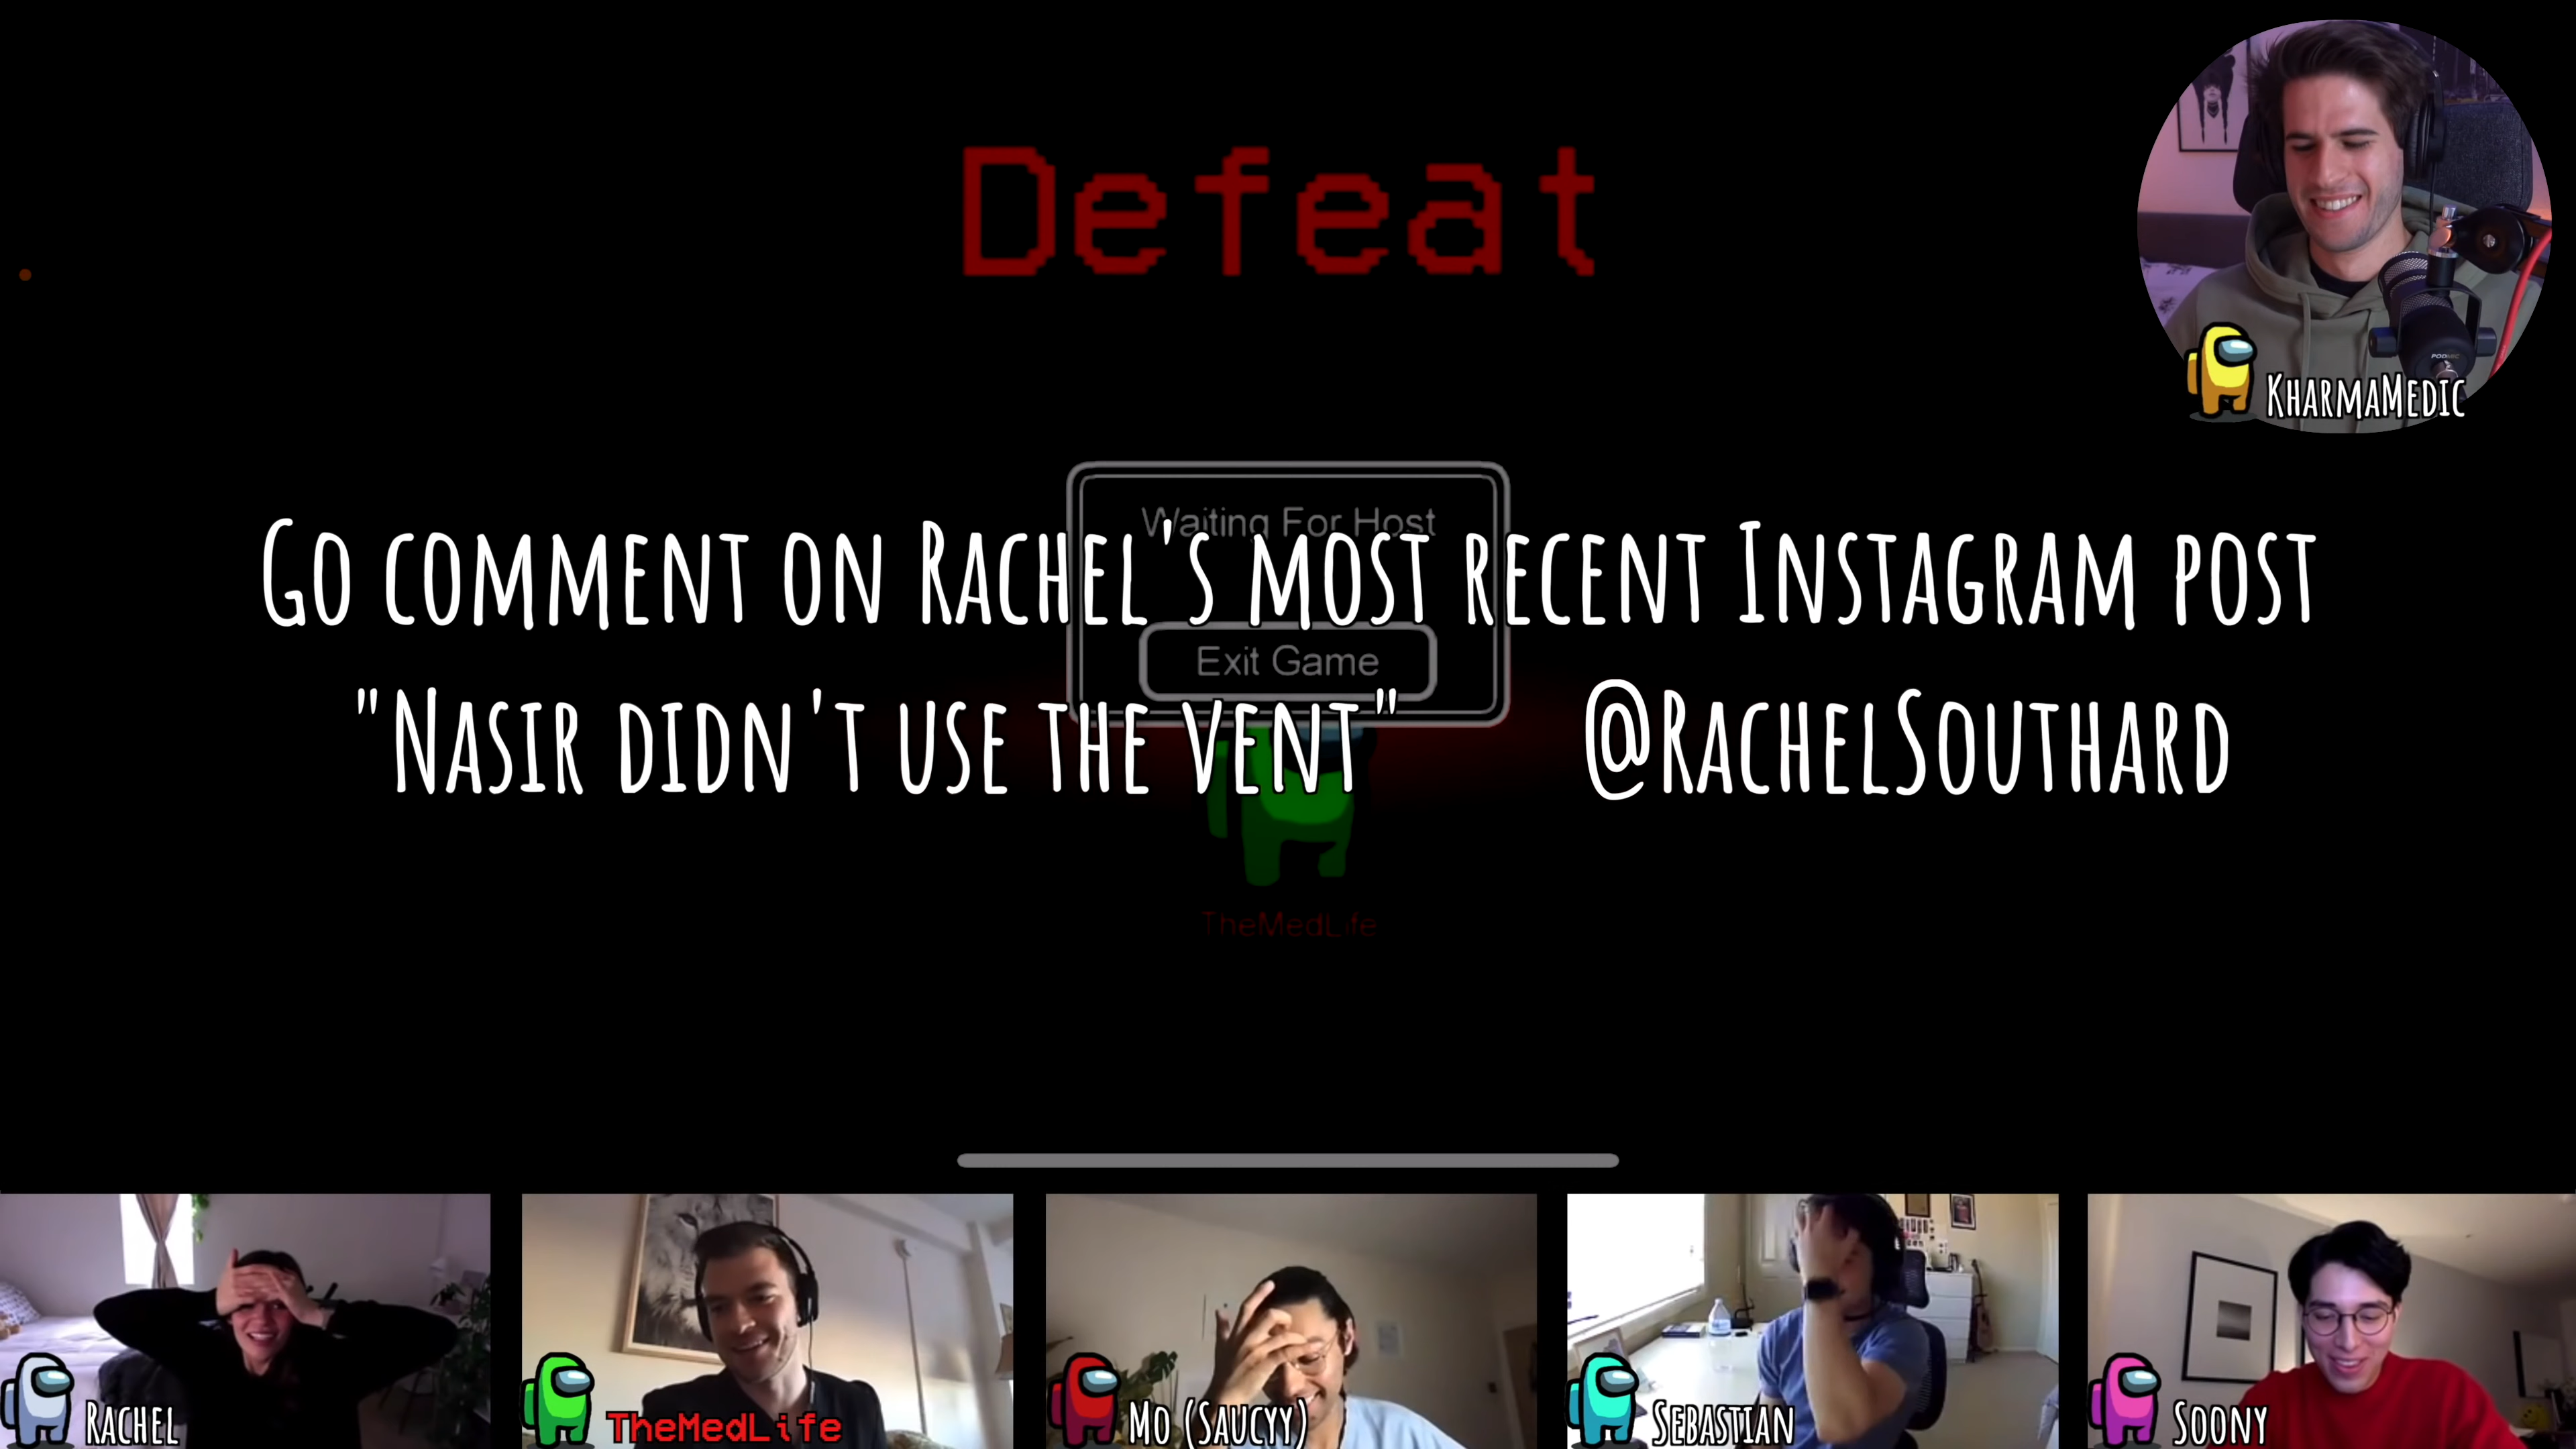 Defeat
KharmaMedic
Waiting For Host
Go comment on Rachel's most recent Instagram post
Exit Game
"Nasir didn't use the vent" @RachelSouthard
TheMedLife
Rachel
TheMedLife
Mo (Saucyy)
Sebastian
Soony